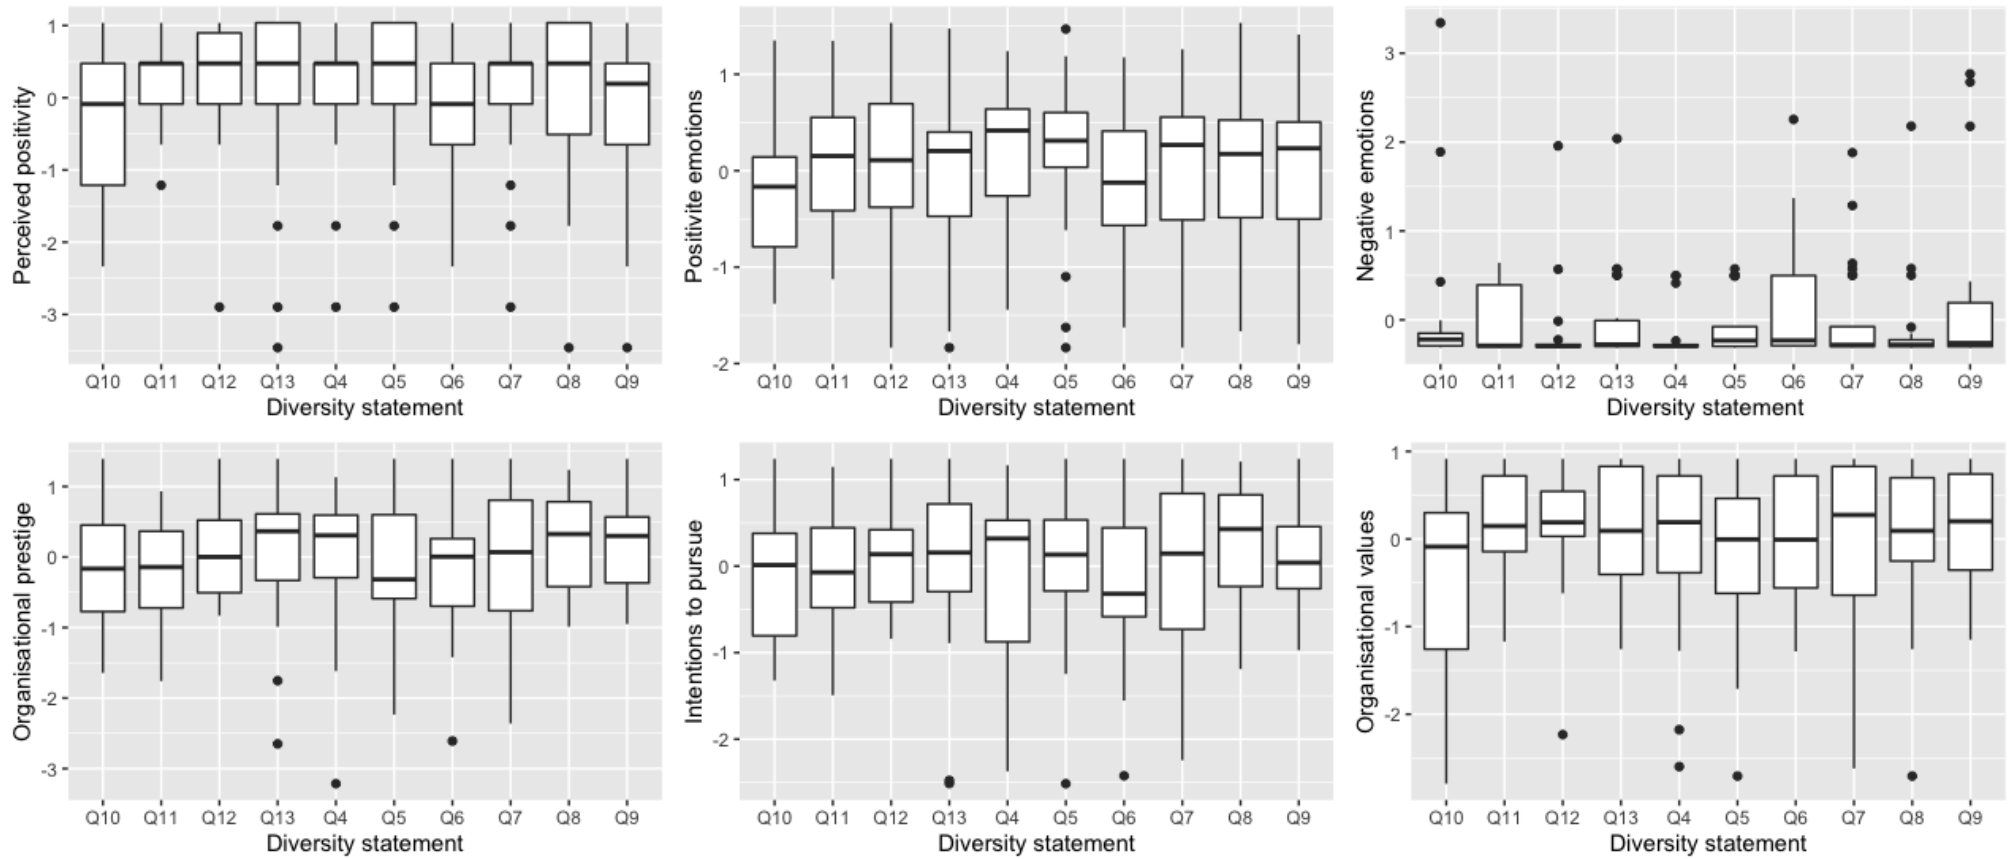 Perceived positivity
1
0
-1
-2
-3
Q10 Q11 Q12 Q13 Q4 Q5 Q6 Q7 Q8 Q9
Diversity statement
Positivite emotions
1
0
-1
-2
Q10 Q11 Q12 Q13 Q4 Q5 Q6 Q7 Q8 Q9
Diversity statement
Negative emotions
3
2
1
0
Q10 Q11 Q12 Q13 Q4 Q5 Q6 Q7 Q8 Q9
Diversity statement
Organisational prestige
1
0
-1
-2
-3
Q10 Q11 Q12 Q13 Q4 Q5 Q6 Q7 Q8 Q9
Diversity statement
Intentions to pursue
1
0
-1
-2
Q10 Q11 Q12 Q13 Q4 Q5 Q6 Q7 Q8 Q9
Diversity statement
Organisational values
1
0
-1
-2
Q10 Q11 Q12 Q13 Q4 Q5 Q6 Q7 Q8 Q9
Diversity statement